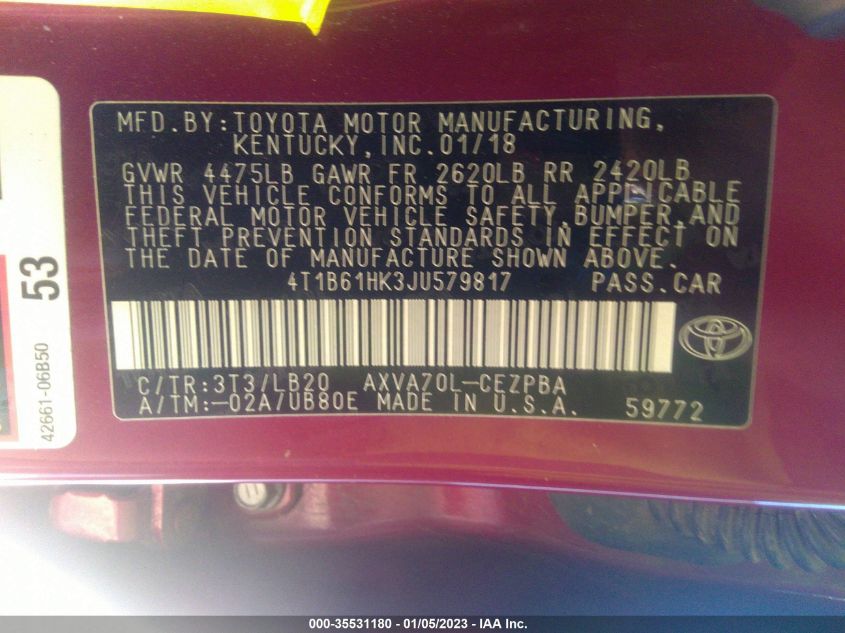 MFD.BY:TOYOTA MOTOR MANUFACTURING,
KENTUCKY,INC.01/18
GVWR 4475LB GAWR FR 2620LB RR 2420LB
THIS VEHICLE CONFORMS TO ALL APPLICABLE
FEDERAL MOTOR VEHICLE SAFETY,BUMPER,AND
THEFT PREVENTION STANDARDS IN EFFECT ON
THE DATE OF MANUFACTURE SHOWN ABOVE.
4T1B61HK3JU579817 PASS.CAR
C/TR:3T3/LB20 AXVA70L-CEZPBA
A/TM:-02A/UB80E MADE IN U.S.A. 59772
53
42661-06B50
000-35531180 - 01/05/2023 - IAA Inc.